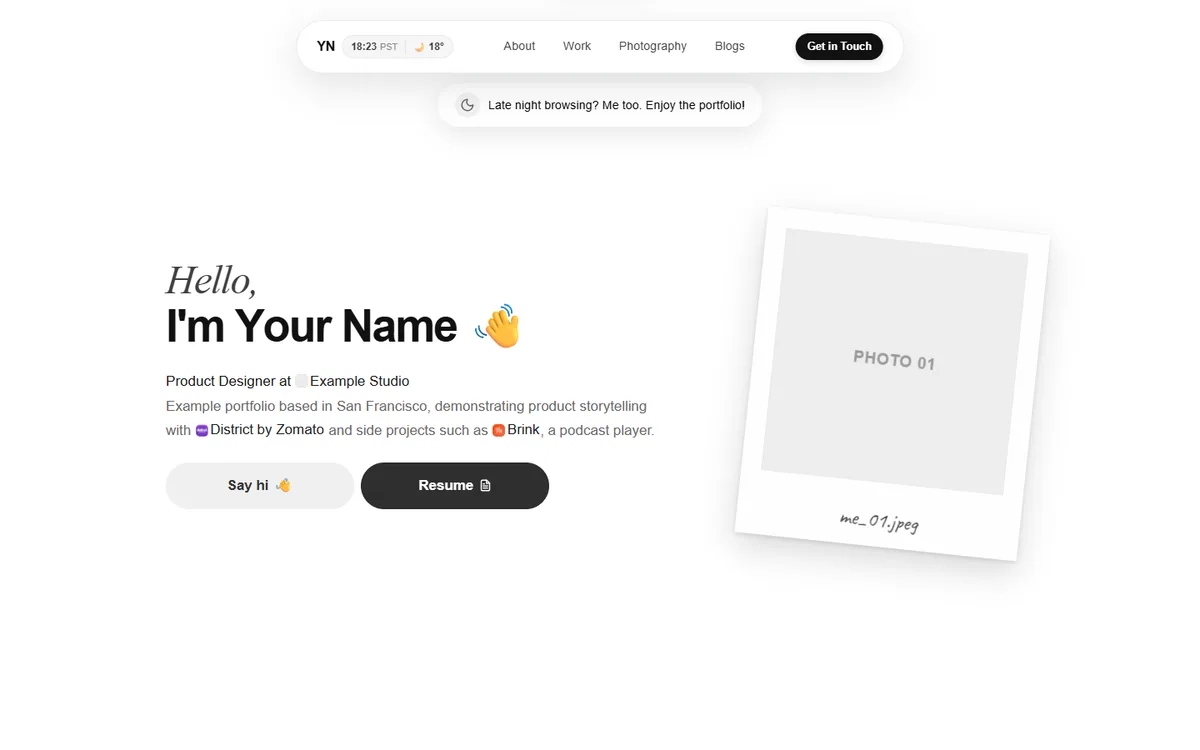 YN 18:23 PST 18° About Work Photography Blogs Get in Touch
Late night browsing? Me too. Enjoy the portfolio!
Hello,
I'm Your Name
Product Designer at Example Studio
Example portfolio based in San Francisco, demonstrating product storytelling
with District by Zomato and side projects such as Brink, a podcast player.
Say hi Resume
PHOTO 01
me_01.jpeg